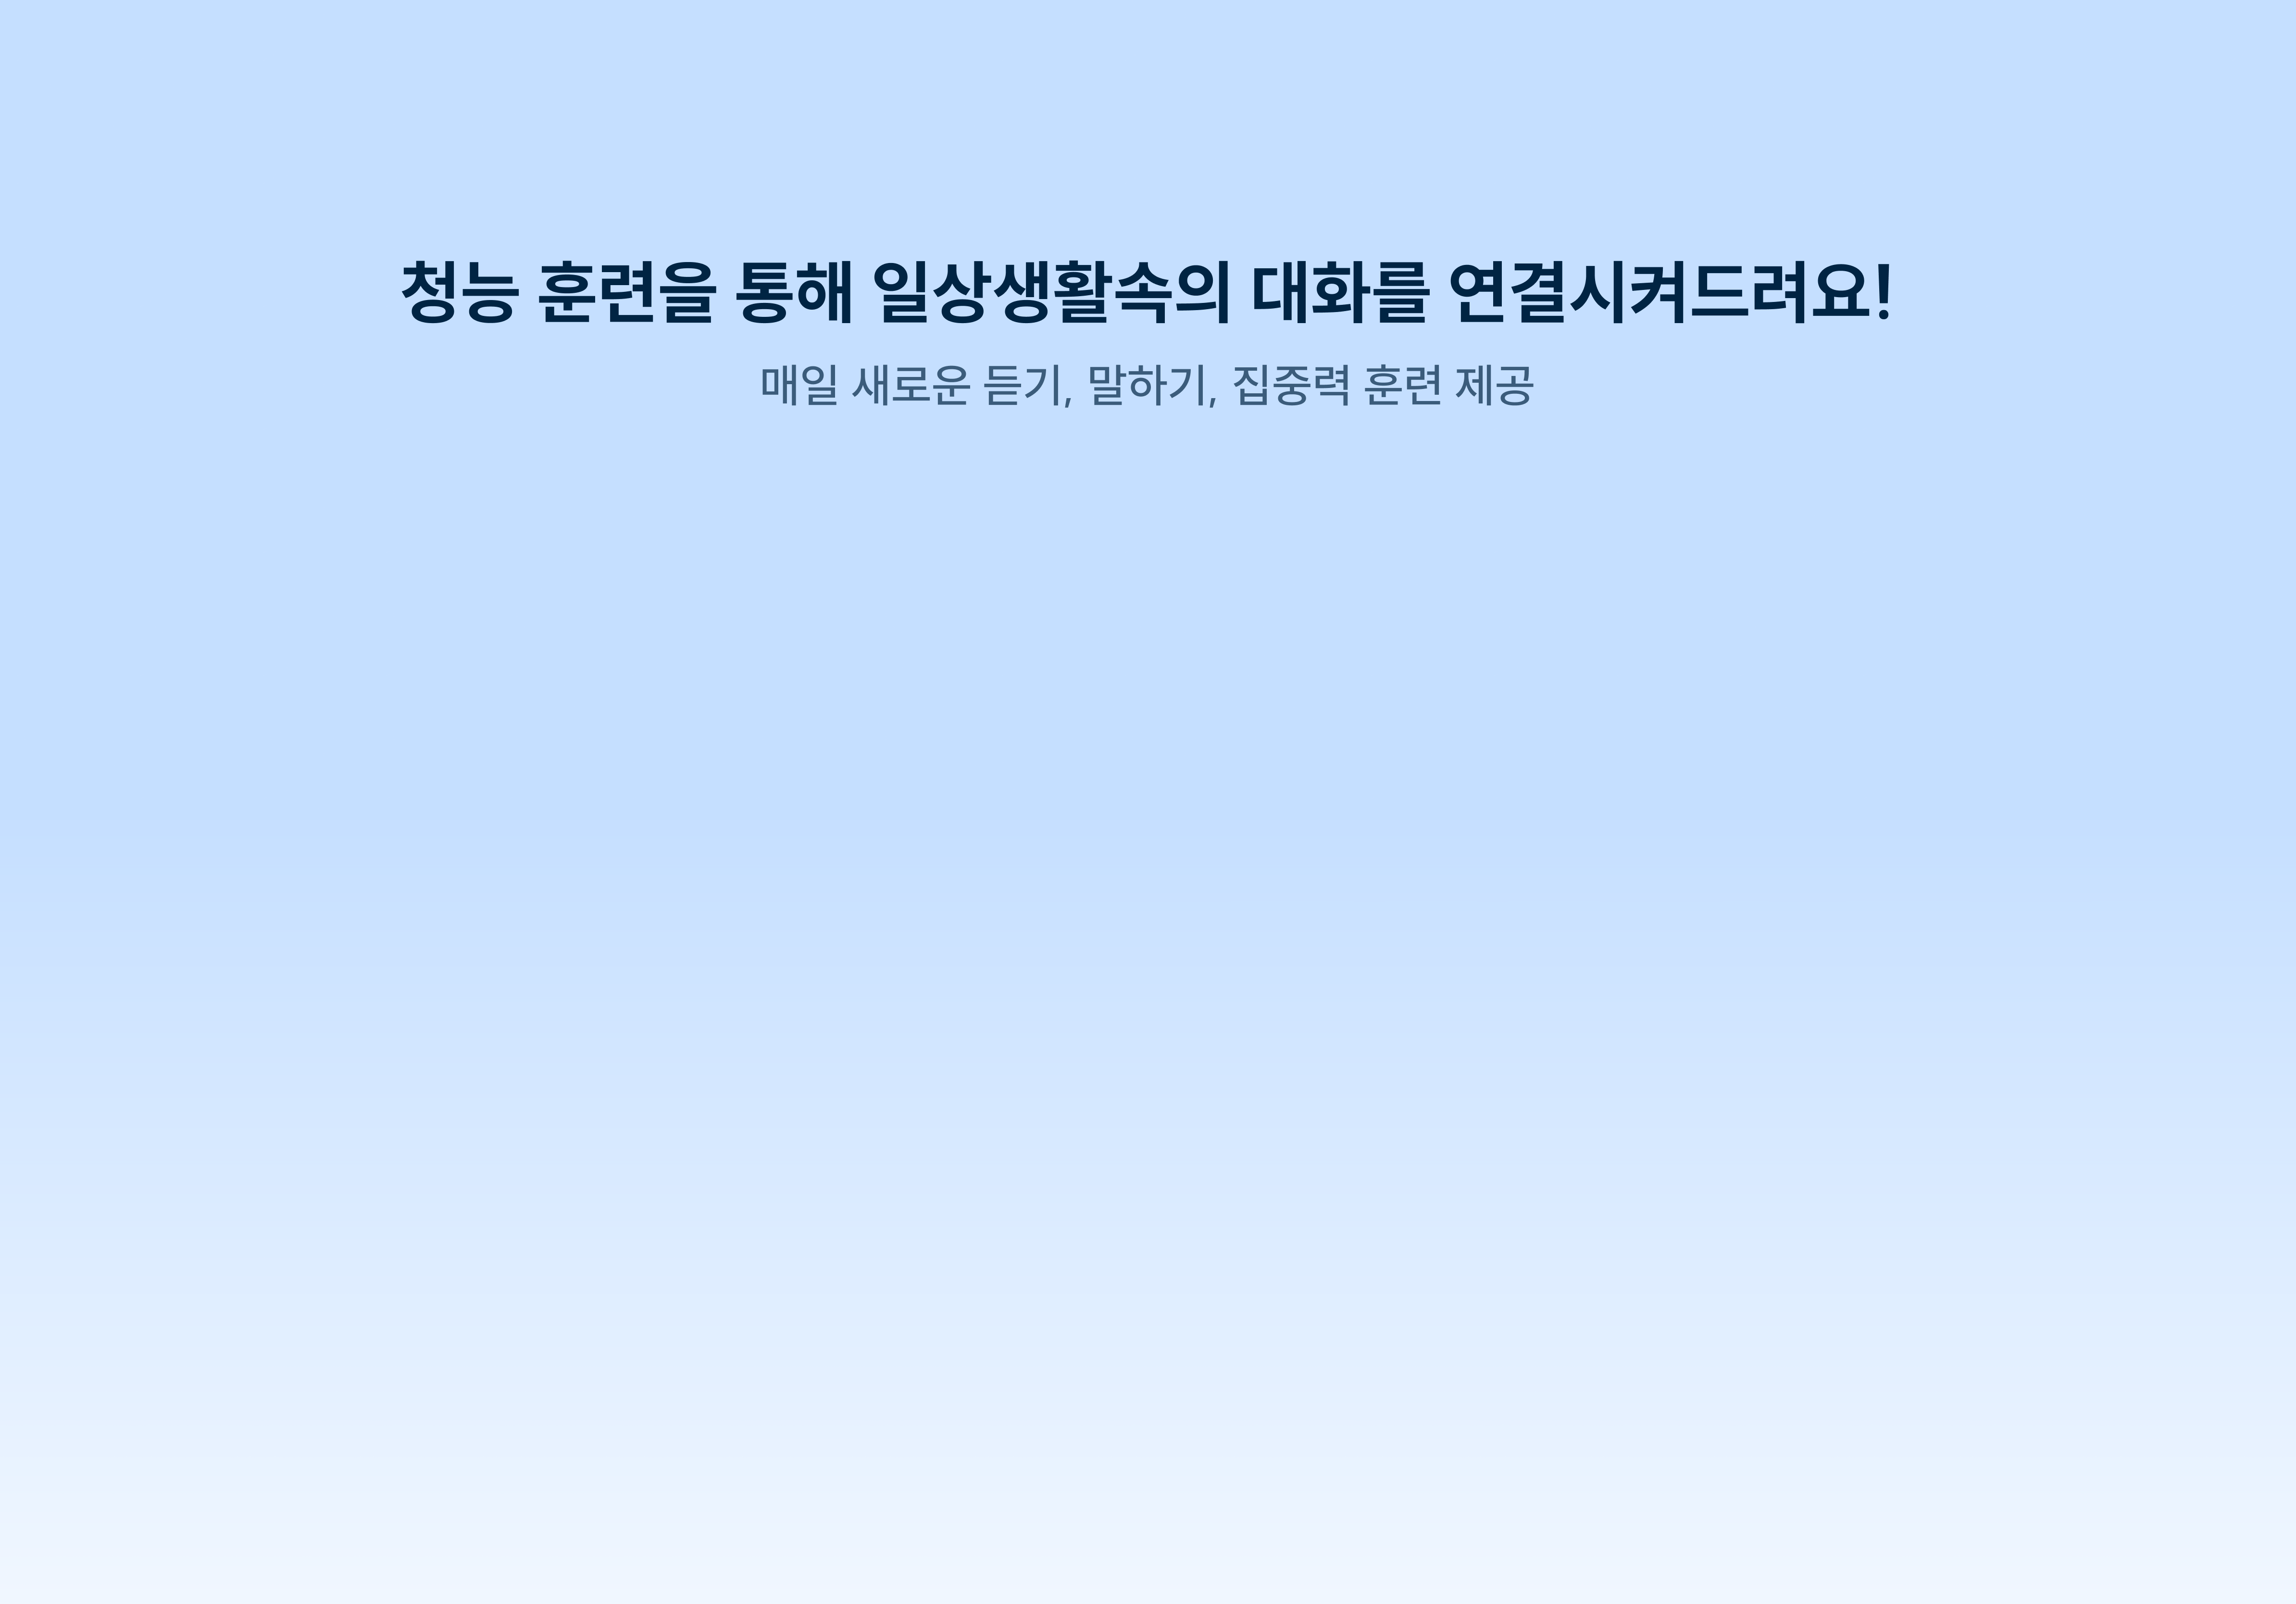 청능 훈련을 통해 일상생활속의 대화를 연결시켜드려요!
매일 새로운 듣기, 말하기, 집중력 훈련 제공